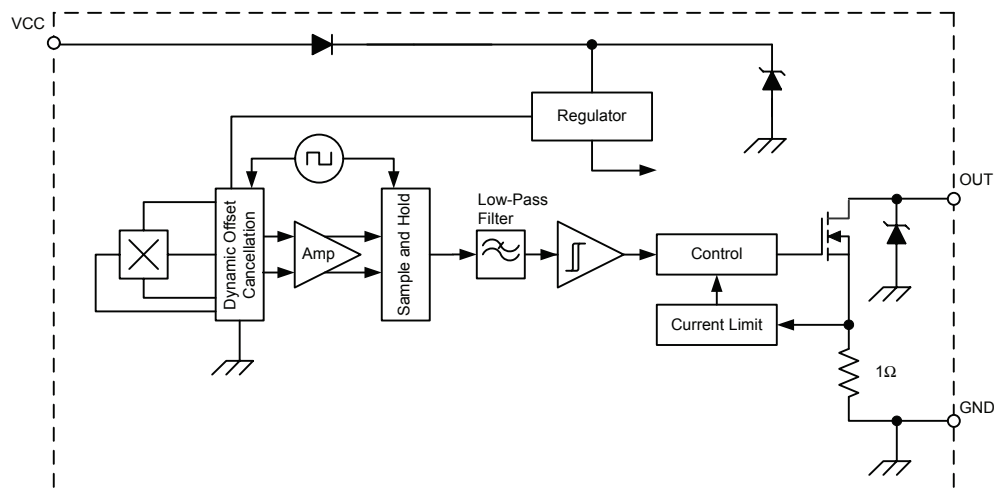 VCC
Regulator
OUT
Low-Pass
Filter
Dynamic Offset
Cancellation
Amp
Sample and Hold
Control
Current Limit
1Ω
GND